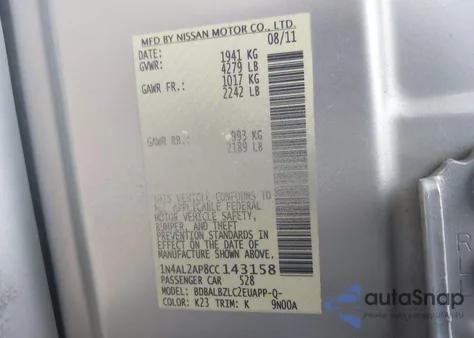 MFD BY NISSAN MOTOR CO., LTD.
DATE: 08/11
GVWR: 1941 KG
4279 LB
GAWR FR.: 1017 KG
2242 LB
GAWR RR.: 993 KG
2189 LB
THIS VEHICLE CONFORMS TO
ALL APPLICABLE FEDERAL
MOTOR VEHICLE SAFETY,
BUMPER, AND THEFT
PREVENTION STANDARDS IN
EFFECT ON THE DATE OF
MANUFACTURE SHOWN ABOVE.
1N4AL2AP8CC143158
PASSENGER CAR 528
MODEL: BDBALBZLC2EUAPP-Q-
COLOR: K23 TRIM: K 9N00A
autoSnap